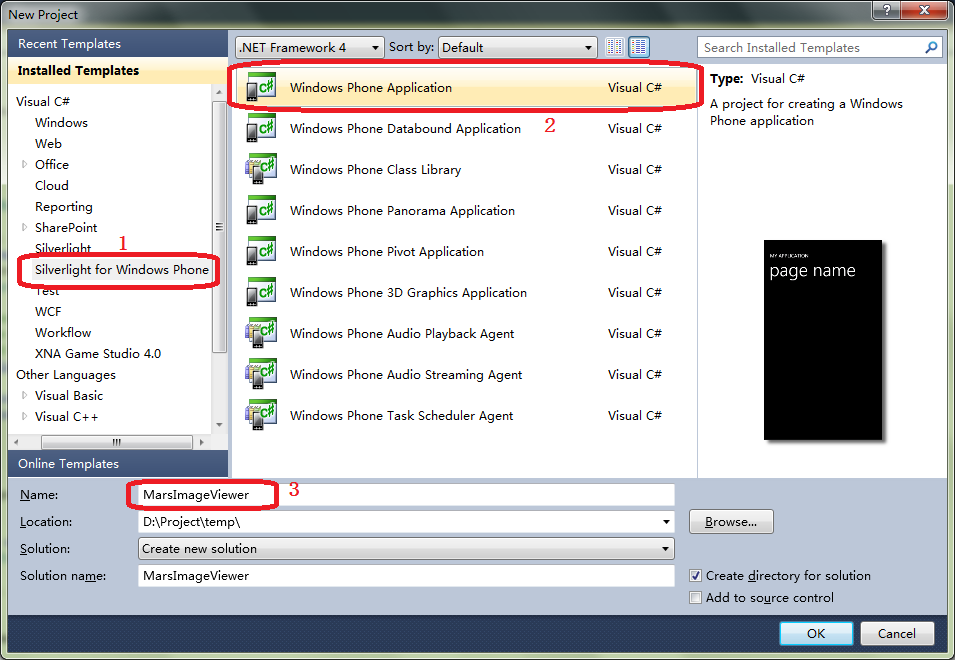 New Project
Recent Templates
Installed Templates
Visual C#
Windows
Web
Office
Cloud
Reporting
SharePoint
Silverlight
1
Silverlight for Windows Phone
Test
WCF
Workflow
XNA Game Studio 4.0
Other Languages
Visual Basic
Visual C++
Online Templates
.NET Framework 4 Sort by: Default
Search Installed Templates
Windows Phone Application Visual C#
2
Windows Phone Databound Application Visual C#
Windows Phone Class Library Visual C#
Windows Phone Panorama Application Visual C#
Windows Phone Pivot Application Visual C#
Windows Phone 3D Graphics Application Visual C#
Windows Phone Audio Playback Agent Visual C#
Windows Phone Audio Streaming Agent Visual C#
Windows Phone Task Scheduler Agent Visual C#
Type: Visual C#
A project for creating a Windows
Phone application
MY APPLICATION
page name
Name: MarsImageViewer 3
Location: D:\Project\temp\ Browse...
Solution: Create new solution
Solution name: MarsImageViewer
Create directory for solution
Add to source control
OK Cancel